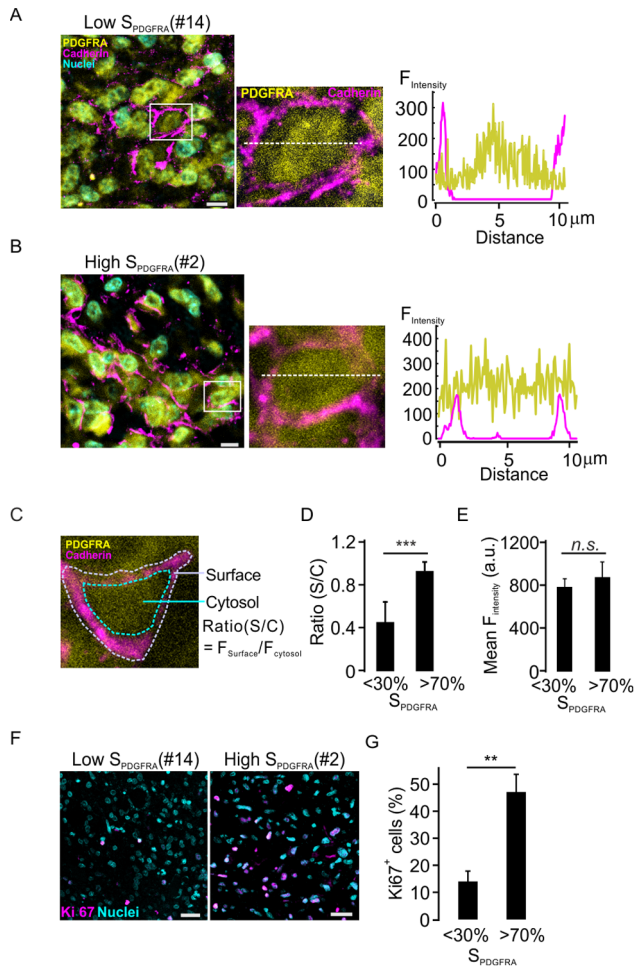 A
Low SPDGFRA(#14)
PDGFRA
Cadherin
Nuclei
PDGFRA Cadherin
FIntensity
300
200
100
0
0 5 10 μm
Distance
B
High SPDGFRA(#2)
FIntensity
400
300
200
100
0
0 5 10 μm
Distance
C
PDGFRA
Cadherin
Surface
Cytosol
Ratio(S/C)
= FSurface/Fcytosol
D
Ratio (S/C)
1.2
0.8
0.4
0
***
<30% >70%
SPDGFRA
E
Mean Fintensity (a.u.)
1200
800
400
0
n.s.
<30% >70%
SPDGFRA
F
Low SPDGFRA(#14) High SPDGFRA(#2)
Ki 67 Nuclei
G
Ki67+ cells (%)
50
40
30
20
10
0
**
<30% >70%
SPDGFRA